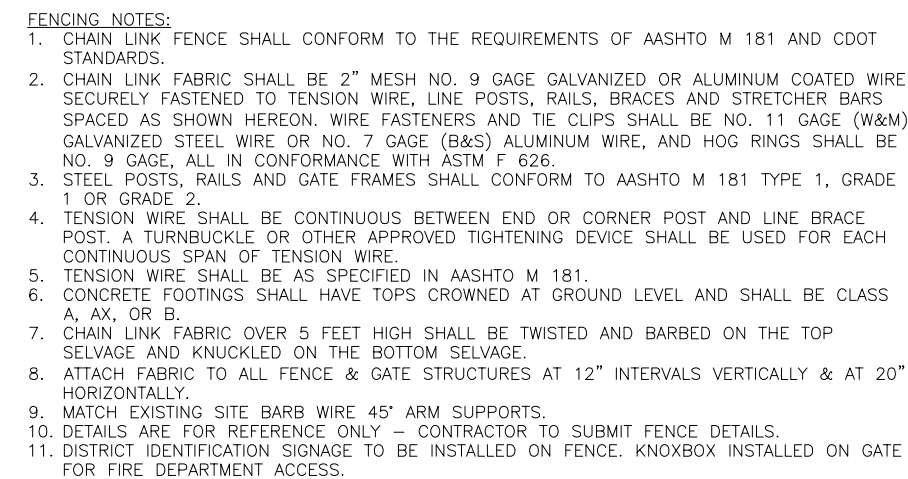 FENCING NOTES:
1. CHAIN LINK FENCE SHALL CONFORM TO THE REQUIREMENTS OF AASHTO M 181 AND CDOT
STANDARDS.
2. CHAIN LINK FABRIC SHALL BE 2" MESH NO. 9 GAGE GALVANIZED OR ALUMINUM COATED WIRE
SECURELY FASTENED TO TENSION WIRE, LINE POSTS, RAILS, BRACES AND STRETCHER BARS
SPACED AS SHOWN HEREON. WIRE FASTENERS AND TIE CLIPS SHALL BE NO. 11 GAGE (W&M)
GALVANIZED STEEL WIRE OR NO. 7 GAGE (B&S) ALUMINUM WIRE, AND HOG RINGS SHALL BE
NO. 9 GAGE, ALL IN CONFORMANCE WITH ASTM F 626.
3. STEEL POSTS, RAILS AND GATE FRAMES SHALL CONFORM TO AASHTO M 181 TYPE 1, GRADE
1 OR GRADE 2.
4. TENSION WIRE SHALL BE CONTINUOUS BETWEEN END OR CORNER POST AND LINE BRACE
POST. A TURNBUCKLE OR OTHER APPROVED TIGHTENING DEVICE SHALL BE USED FOR EACH
CONTINUOUS SPAN OF TENSION WIRE.
5. TENSION WIRE SHALL BE AS SPECIFIED IN AASHTO M 181.
6. CONCRETE FOOTINGS SHALL HAVE TOPS CROWNED AT GROUND LEVEL AND SHALL BE CLASS
A, AX, OR B.
7. CHAIN LINK FABRIC OVER 5 FEET HIGH SHALL BE TWISTED AND BARBED ON THE TOP
SELVAGE AND KNUCKLED ON THE BOTTOM SELVAGE.
8. ATTACH FABRIC TO ALL FENCE & GATE STRUCTURES AT 12" INTERVALS VERTICALLY & AT 20"
HORIZONTALLY.
9. MATCH EXISTING SITE BARB WIRE 45° ARM SUPPORTS.
10. DETAILS ARE FOR REFERENCE ONLY – CONTRACTOR TO SUBMIT FENCE DETAILS.
11. DISTRICT IDENTIFICATION SIGNAGE TO BE INSTALLED ON FENCE. KNOXBOX INSTALLED ON GATE
FOR FIRE DEPARTMENT ACCESS.